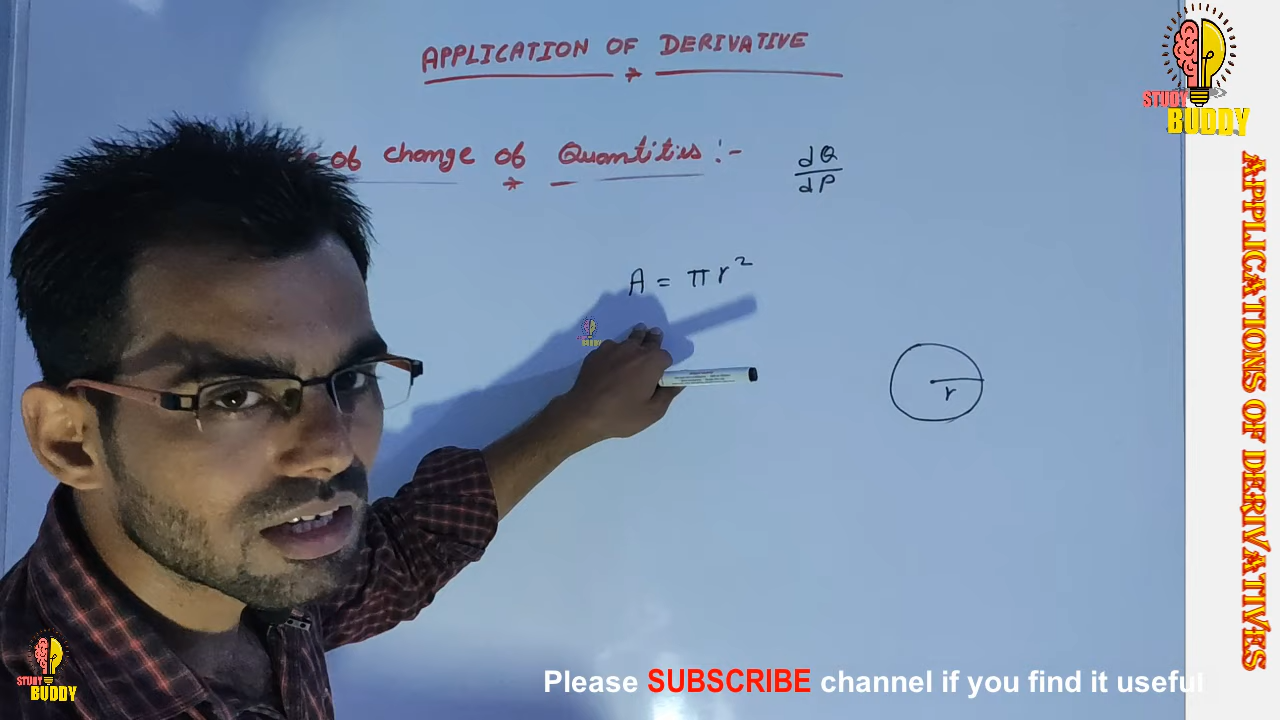 APPLICATION OF DERIVATIVE
of change of Quantities :- dQ/dP
A = πr²
r
STUDY
BUDDY
APPLICATIONS OF DERIVATIVES
STUDY
BUDDY
Please SUBSCRIBE channel if you find it useful